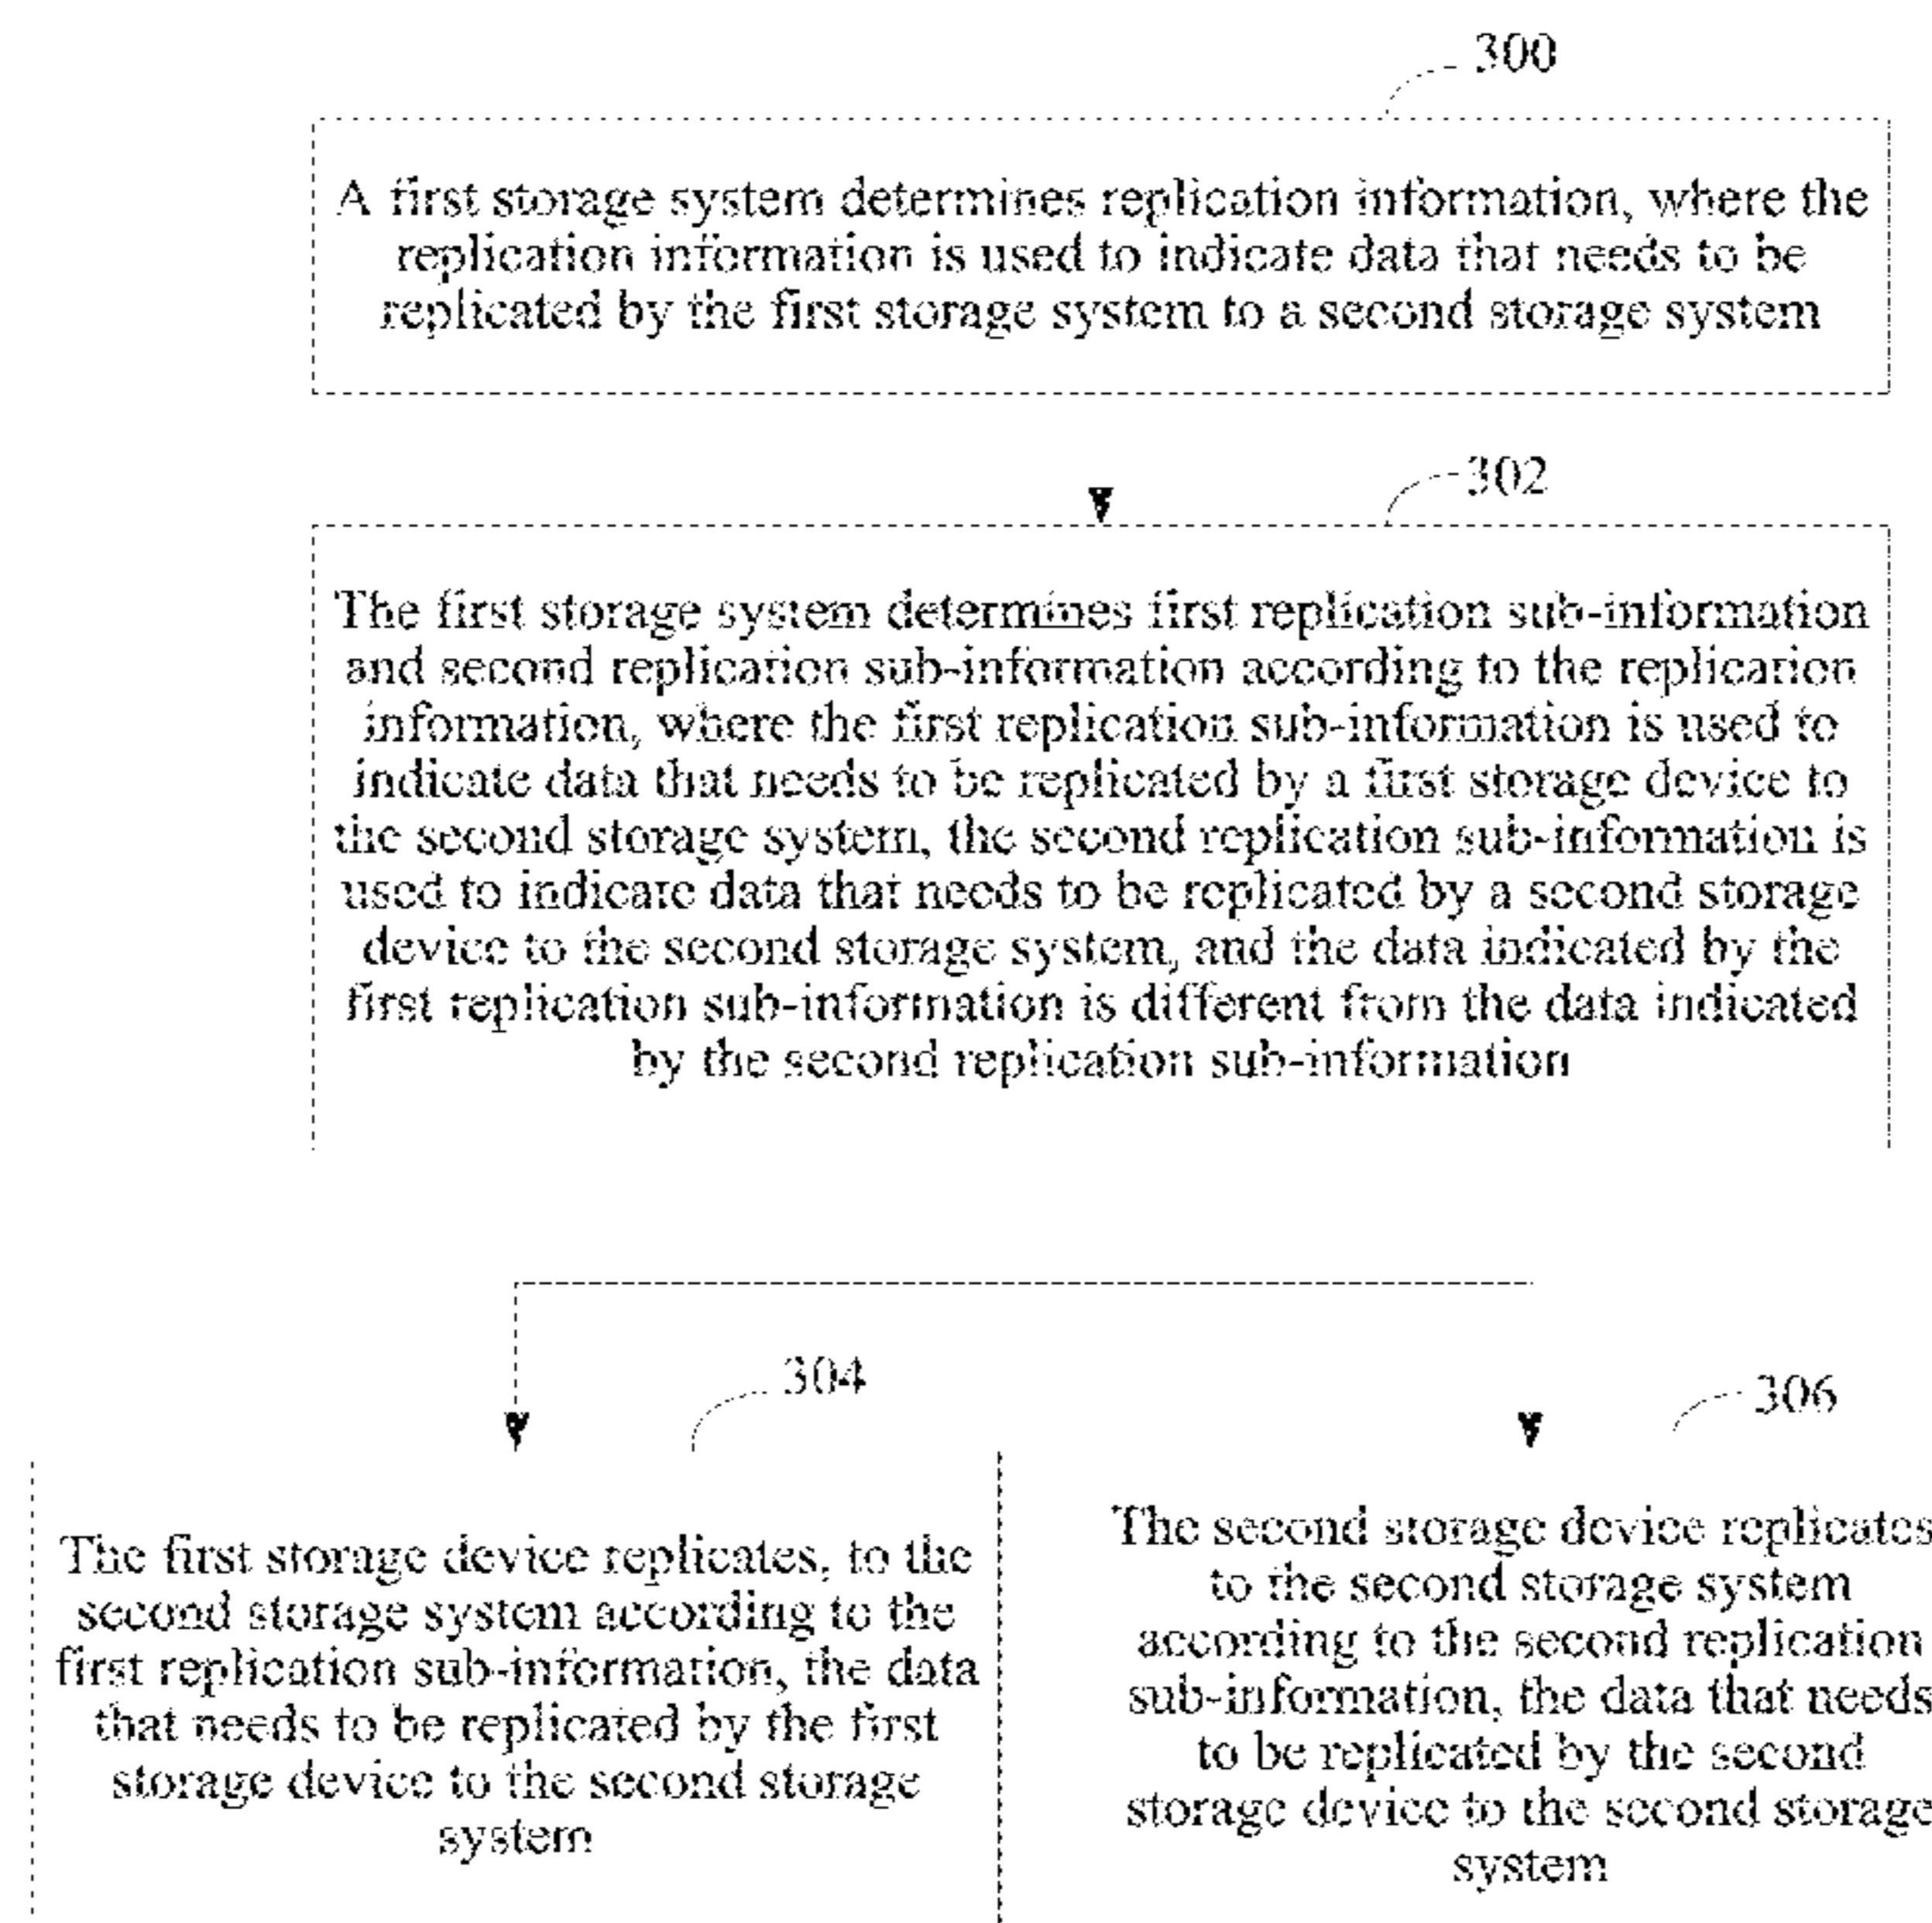 300
A first storage system determines replication information, where the
replication information is used to indicate data that needs to be
replicated by the first storage system to a second storage system
302
The first storage system determines first replication sub-information
and second replication sub-information according to the replication
information, where the first replication sub-information is used to
indicate data that needs to be replicated by a first storage device to
the second storage system, the second replication sub-information is
used to indicate data that needs to be replicated by a second storage
device to the second storage system, and the data indicated by the
first replication sub-information is different from the data indicated
by the second replication sub-information
304
The first storage device replicates, to the
second storage system according to the
first replication sub-information, the data
that needs to be replicated by the first
storage device to the second storage
system
306
The second storage device replicates
to the second storage system
according to the second replication
sub-information, the data that needs
to be replicated by the second
storage device to the second storage
system